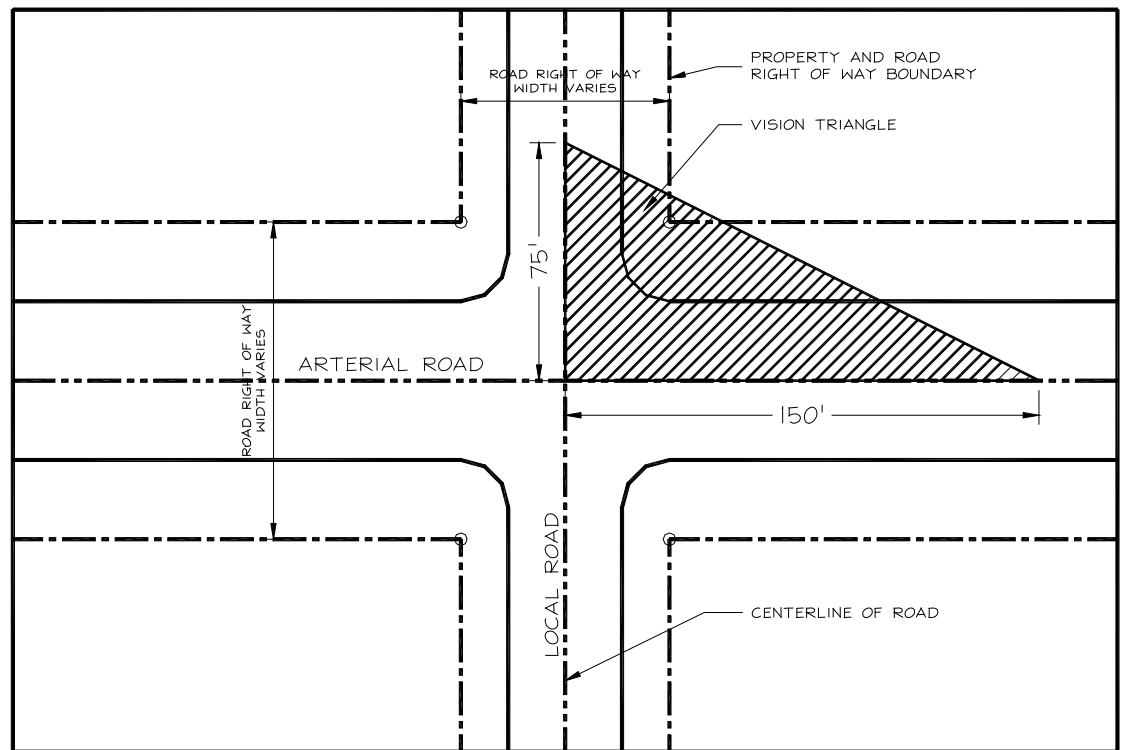 PROPERTY AND ROAD
RIGHT OF WAY BOUNDARY
ROAD RIGHT OF WAY
WIDTH VARIES
VISION TRIANGLE
75'
ROAD RIGHT OF WAY
WIDTH VARIES
ARTERIAL ROAD
150'
LOCAL ROAD
CENTERLINE OF ROAD